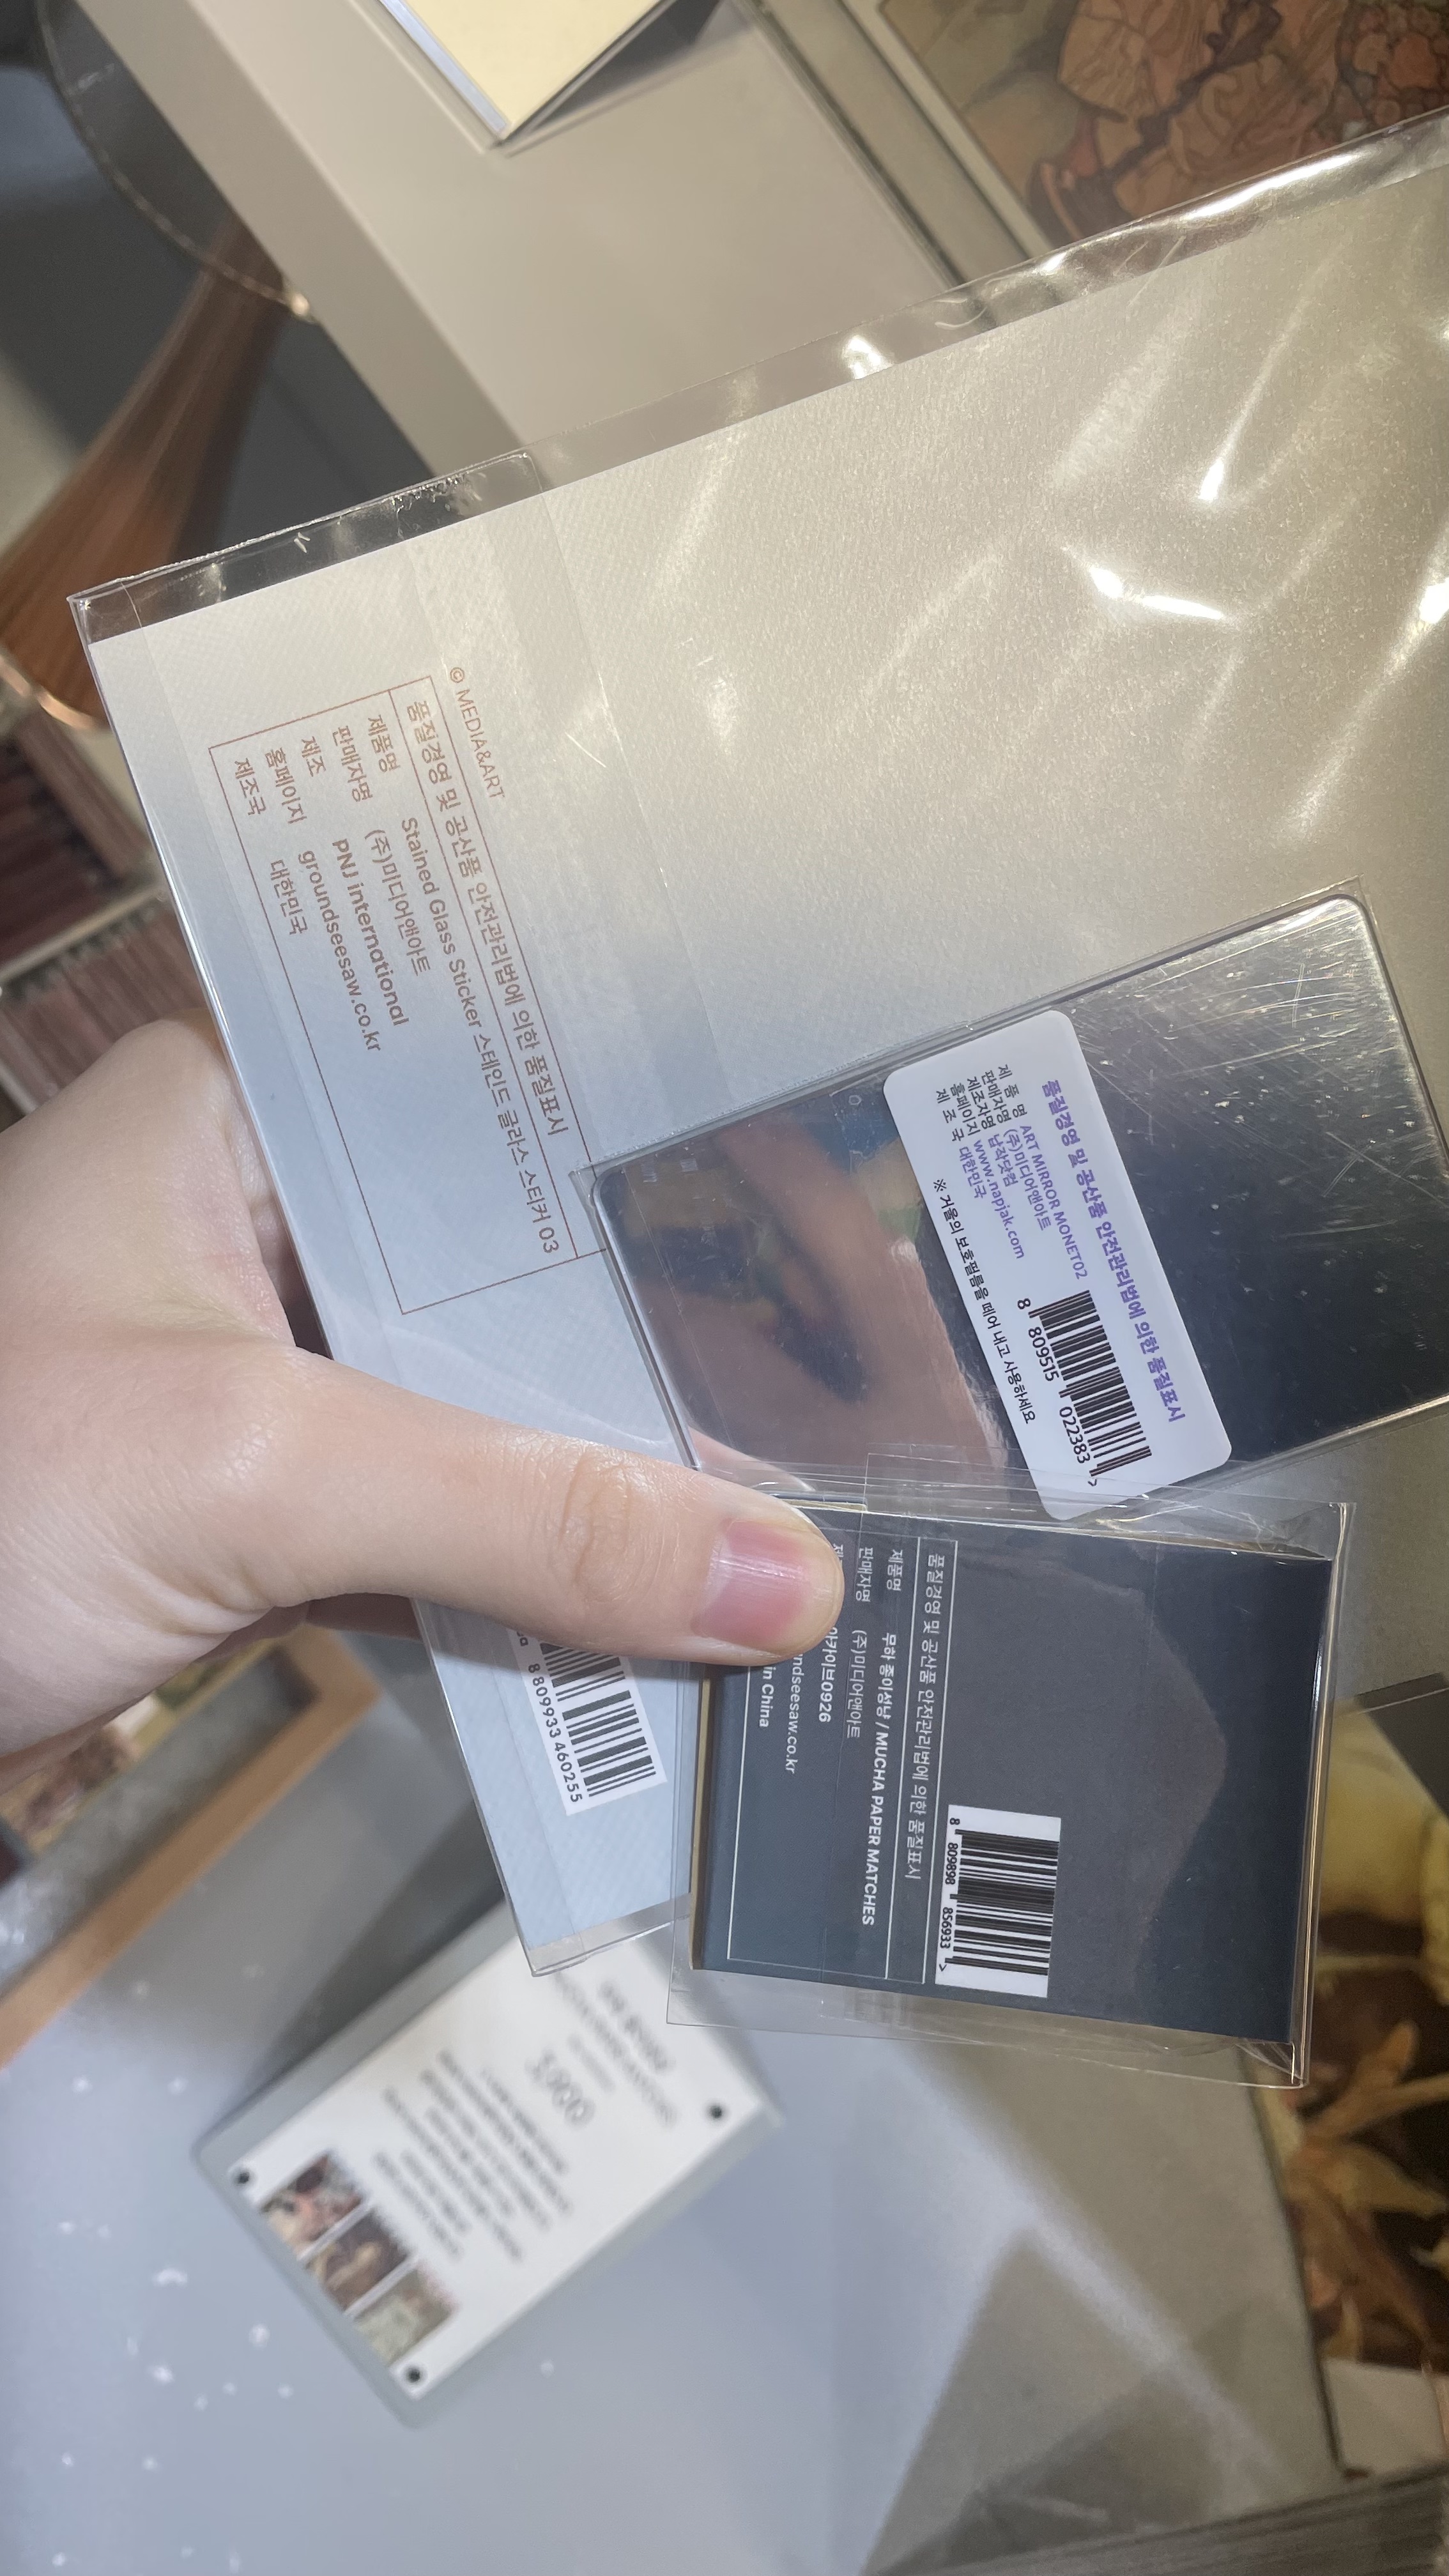 © MEDIA&ART
품질경영 및 공산품 안전관리법에 의한 품질표시
제품명 Stained Glass Sticker 스테인드 글라스 스티커 03
판매자명 (주)미디어앤아트
제조 PNJ international
홈페이지 groundseesaw.co.kr
제조국 대한민국
8 809933 460255
품질경영 및 공산품 안전관리법에 의한 품질표시
제 품 명 ART MIRROR MONET02
판매자명 (주)미디어앤아트
제조자명 납작닷컴
홈페이지 www.napjak.com
제 조 국 대한민국
※ 거울의 보호필름을 떼어 내고 사용하세요
8 809515 022383 >
품질경영 및 공산품 안전관리법에 의한 품질표시
제품명 무하 종이성냥 / MUCHA PAPER MATCHES
판매자명 (주)미디어앤아트
아카이브0926
ndseesaw.co.kr
in China
8 809898 856933 >